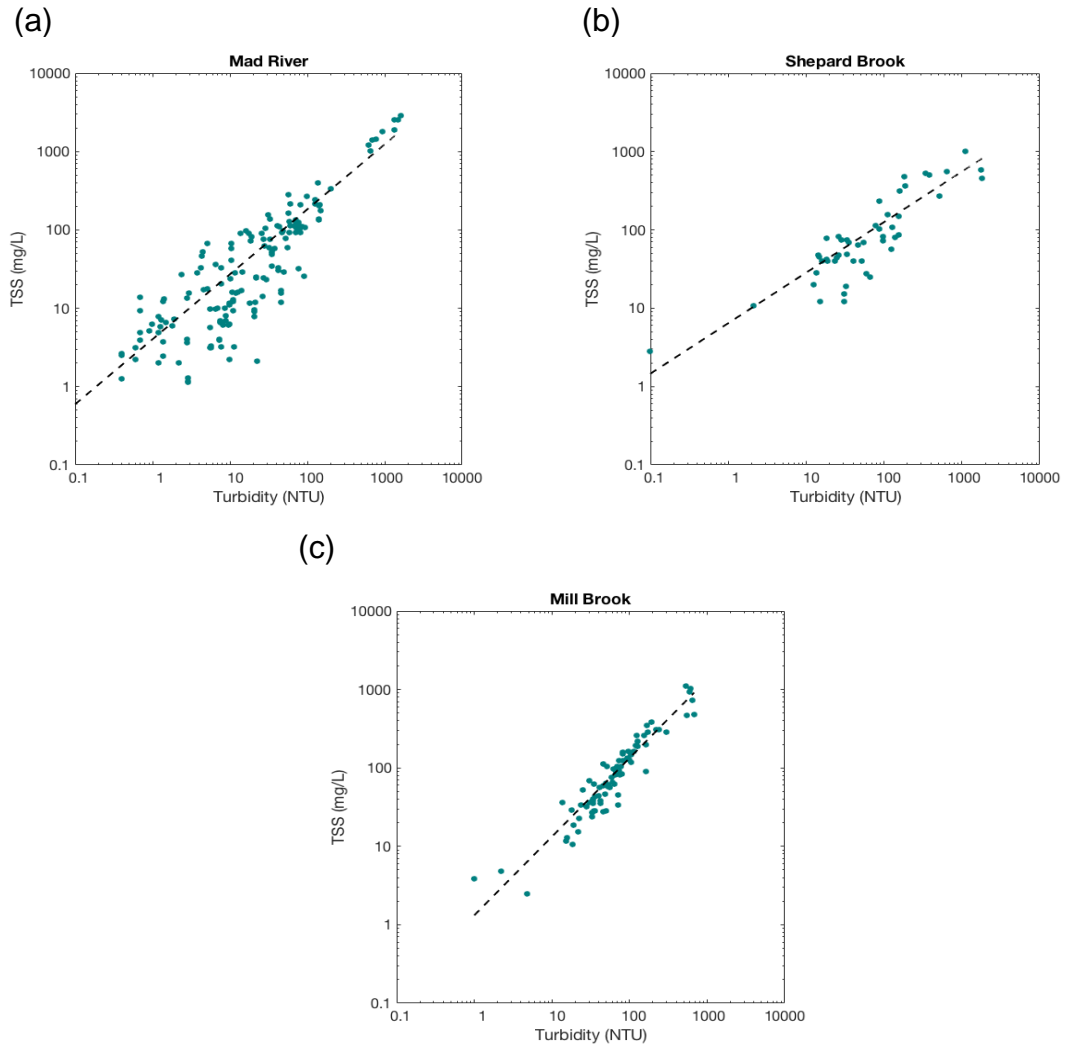 (a)
Mad River
10000
1000
100
10
1
0.1
TSS (mg/L)
0.1 1 10 100 1000 10000
Turbidity (NTU)
(b)
Shepard Brook
10000
1000
100
10
1
0.1
TSS (mg/L)
0.1 1 10 100 1000 10000
Turbidity (NTU)
(c)
Mill Brook
10000
1000
100
10
1
0.1
TSS (mg/L)
0.1 1 10 100 1000 10000
Turbidity (NTU)